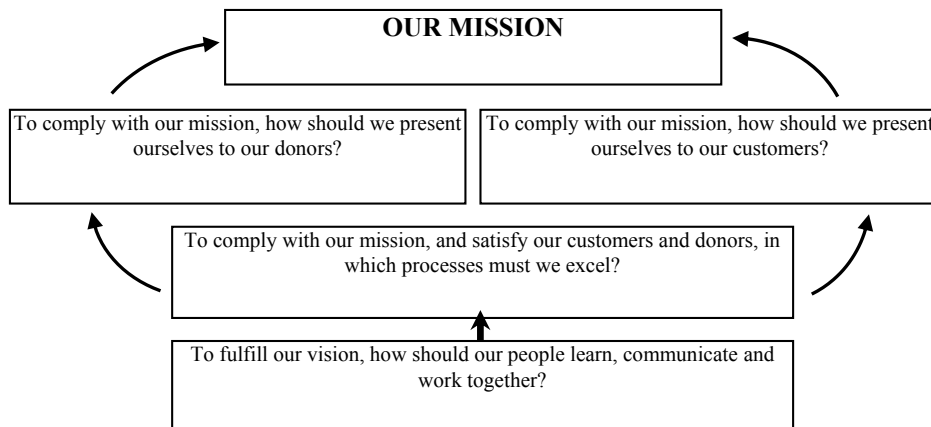 OUR MISSION
To comply with our mission, how should we present
ourselves to our donors?
To comply with our mission, how should we present
ourselves to our customers?
To comply with our mission, and satisfy our customers and donors, in
which processes must we excel?
To fulfill our vision, how should our people learn, communicate and
work together?